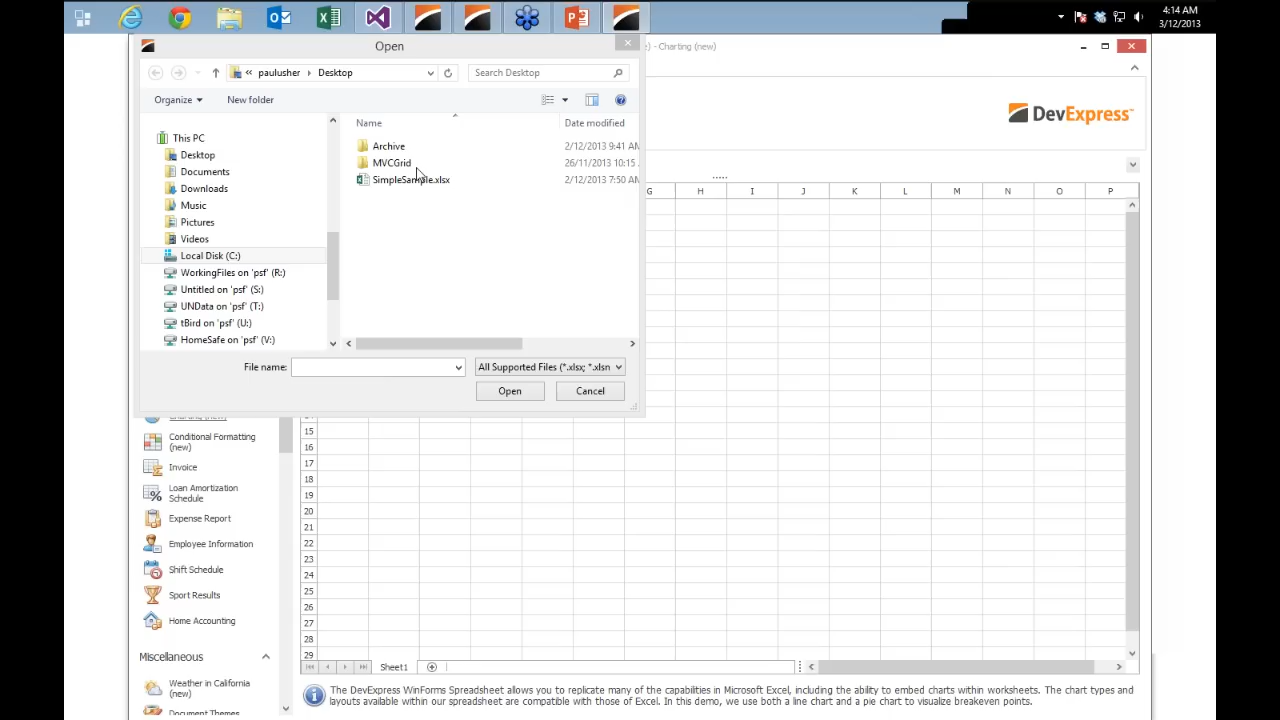 4:14 AM
3/12/2013
Open
- Charting (new)
« paulusher Desktop
Search Desktop
Organize
New folder
DevExpress
This PC
Desktop
Documents
Downloads
Music
Pictures
Videos
Local Disk (C:)
WorkingFiles on 'psf' (R:)
Untitled on 'psf' (S:)
UNData on 'psf' (T:)
tBird on 'psf' (U:)
HomeSafe on 'psf' (V:)
Name Date modified
Archive 2/12/2013 9:41 AM
MVCGrid 26/11/2013 10:15
SimpleSample.xlsx 2/12/2013 7:50 AM
File name:
All Supported Files (*.xlsx; *.xlsn
Open
Cancel
G H I J K L M N O P
Conditional Formatting
(new)
Invoice
Loan Amortization
Schedule
Expense Report
Employee Information
Shift Schedule
Sport Results
Home Accounting
Miscellaneous
Weather in California
(new)
Document Themes
15
16
17
18
19
20
21
22
23
24
25
26
27
28
29
Sheet1
The DevExpress WinForms Spreadsheet allows you to replicate many of the capabilities in Microsoft Excel, including the ability to embed charts within worksheets. The chart types and
layouts available within our spreadsheet are compatible with those of Excel. In this demo, we use both a line chart and a pie chart to visualize breakeven points.